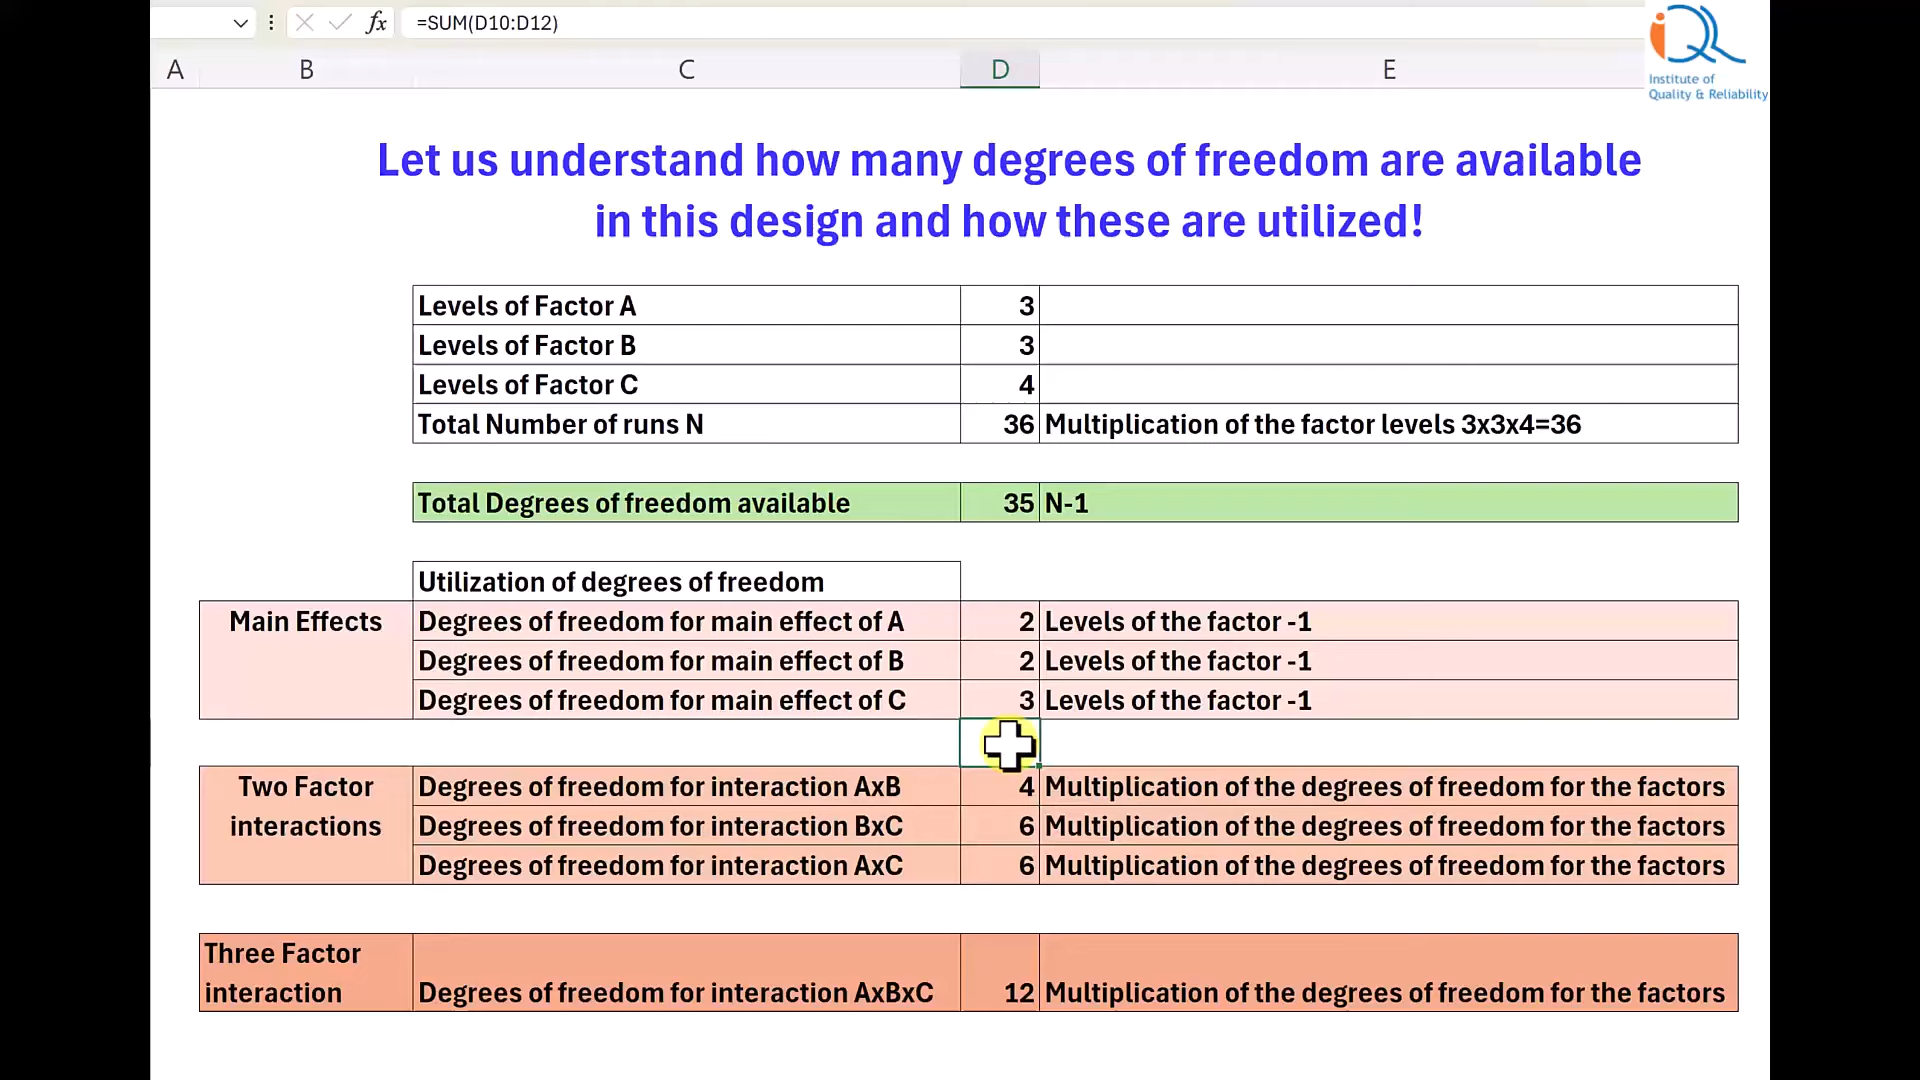 =SUM(D10:D12)
A B C D E
iQR
Institute of
Quality & Reliability
Let us understand how many degrees of freedom are available
in this design and how these are utilized!
Levels of Factor A 3
Levels of Factor B 3
Levels of Factor C 4
Total Number of runs N 36 Multiplication of the factor levels 3x3x4=36
Total Degrees of freedom available 35 N-1
Utilization of degrees of freedom
Main Effects Degrees of freedom for main effect of A 2 Levels of the factor -1
Degrees of freedom for main effect of B 2 Levels of the factor -1
Degrees of freedom for main effect of C 3 Levels of the factor -1
Two Factor Degrees of freedom for interaction AxB 4 Multiplication of the degrees of freedom for the factors
interactions Degrees of freedom for interaction BxC 6 Multiplication of the degrees of freedom for the factors
Degrees of freedom for interaction AxC 6 Multiplication of the degrees of freedom for the factors
Three Factor
interaction Degrees of freedom for interaction AxBxC 12 Multiplication of the degrees of freedom for the factors